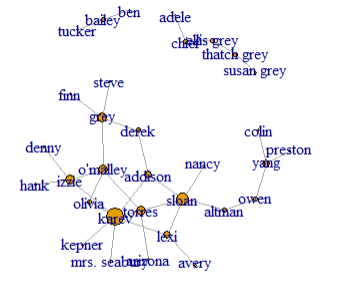 ben
bailey
tucker
adele
chief
ellis grey
thatch grey
susan grey
steve
finn
grey
derek
colin
denny
preston
yang
o'malley
nancy
addison
izzie
hank
sloan
owen
olivia
torres
altman
karev
lexi
kepner
mrs. seabury
arizona
avery